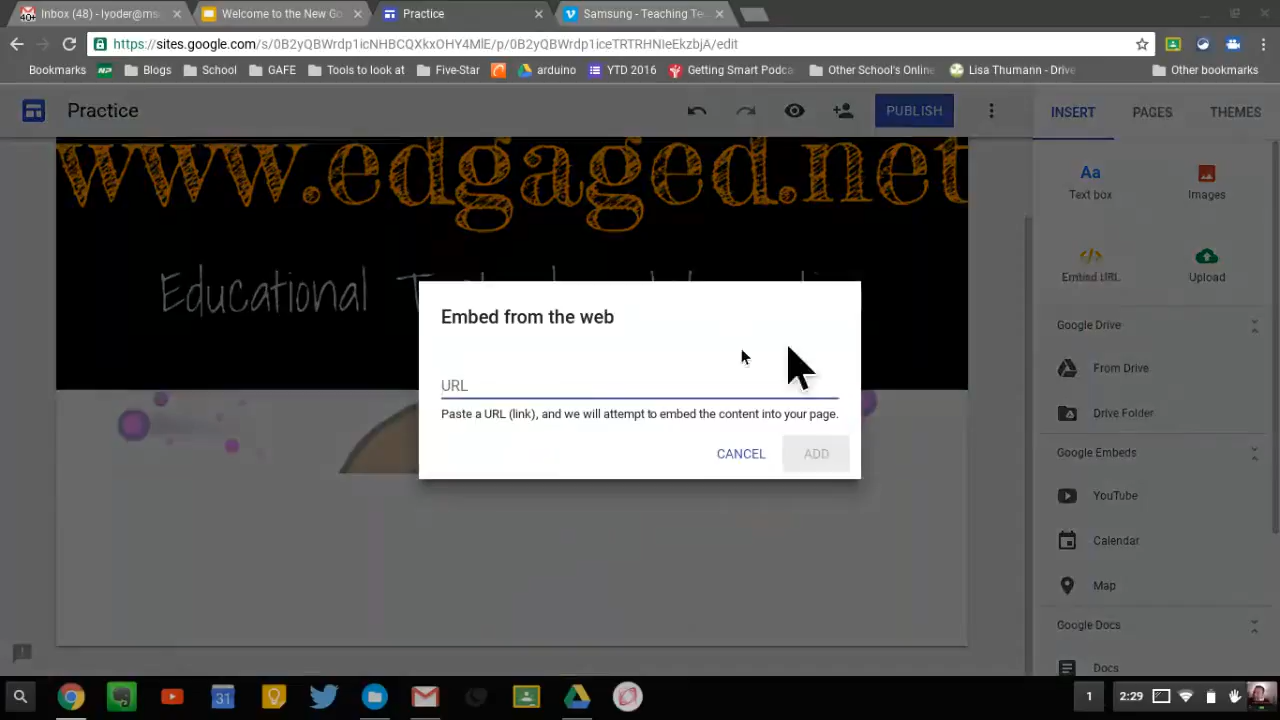 40+
Inbox (48) - lyoder@ms
Welcome to the New Go
Practice
Samsung - Teaching Te
https://sites.google.com/s/0B2yQBWrdp1icNHBCQXkxOHY4MlE/p/0B2yQBWrdp1iceTRTRHNIeEkzbjA/edit
Bookmarks NP Blogs School GAFE Tools to look at Five-Star arduino YTD 2016 Getting Smart Podca Other School's Online Lisa Thumann - Drive Other bookmarks
Practice
PUBLISH
INSERT PAGES THEMES
www.edgaged.net
Educational
Aa
Text box
Images
Embed URL
Upload
Google Drive
From Drive
Drive Folder
Google Embeds
YouTube
Calendar
Map
Google Docs
Docs
Embed from the web
URL
Paste a URL (link), and we will attempt to embed the content into your page.
CANCEL ADD
31
1
2:29